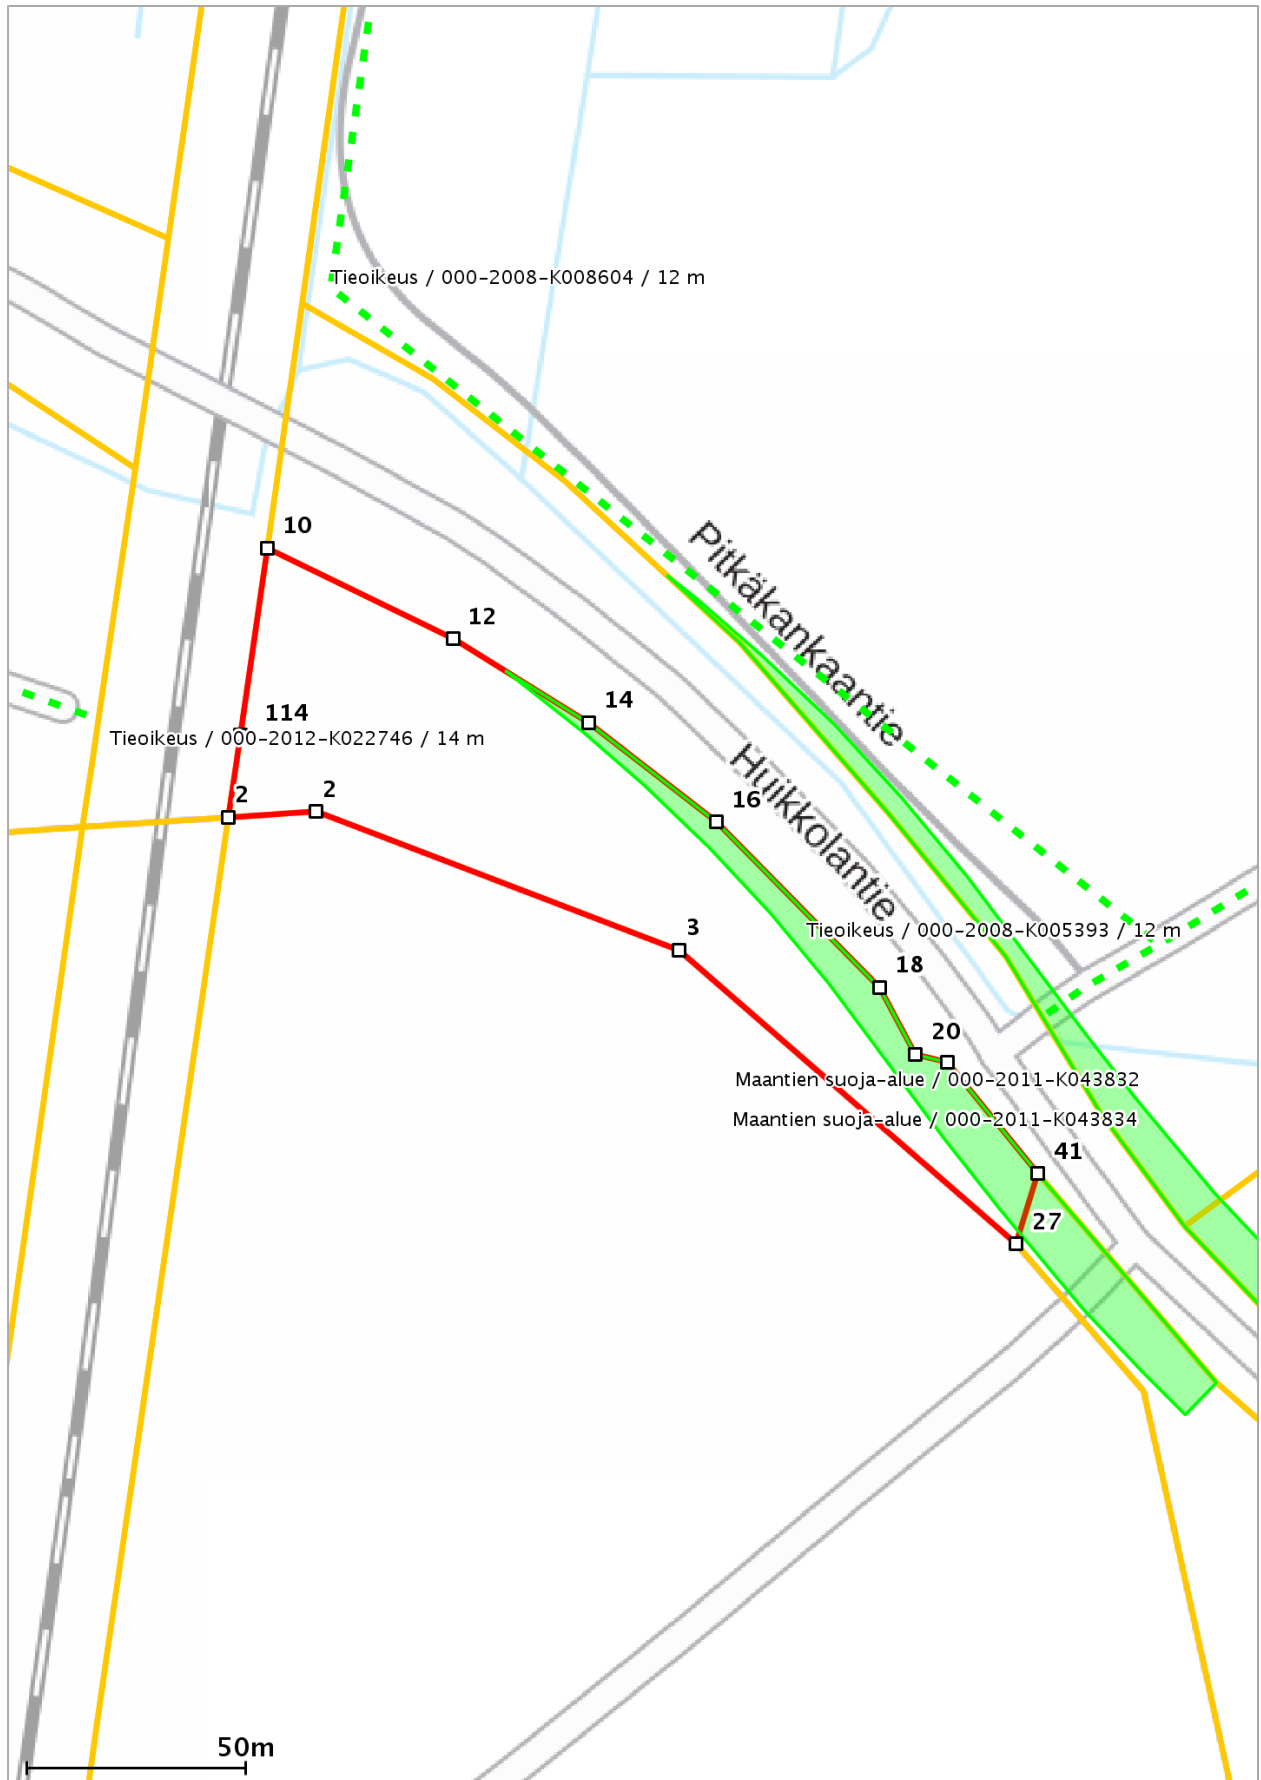 Tieoikeus / 000-2008-K008604 / 12 m
10
Pitkäkankaantie
12
14
114
Tieoikeus / 000-2012-K022746 / 14 m
2
2
16
Huikkolantie
3
Tieoikeus / 000-2008-K005393 / 12 m
18
20
Maantien suoja-alue / 000-2011-K043832
Maantien suoja-alue / 000-2011-K043834
41
27
50m